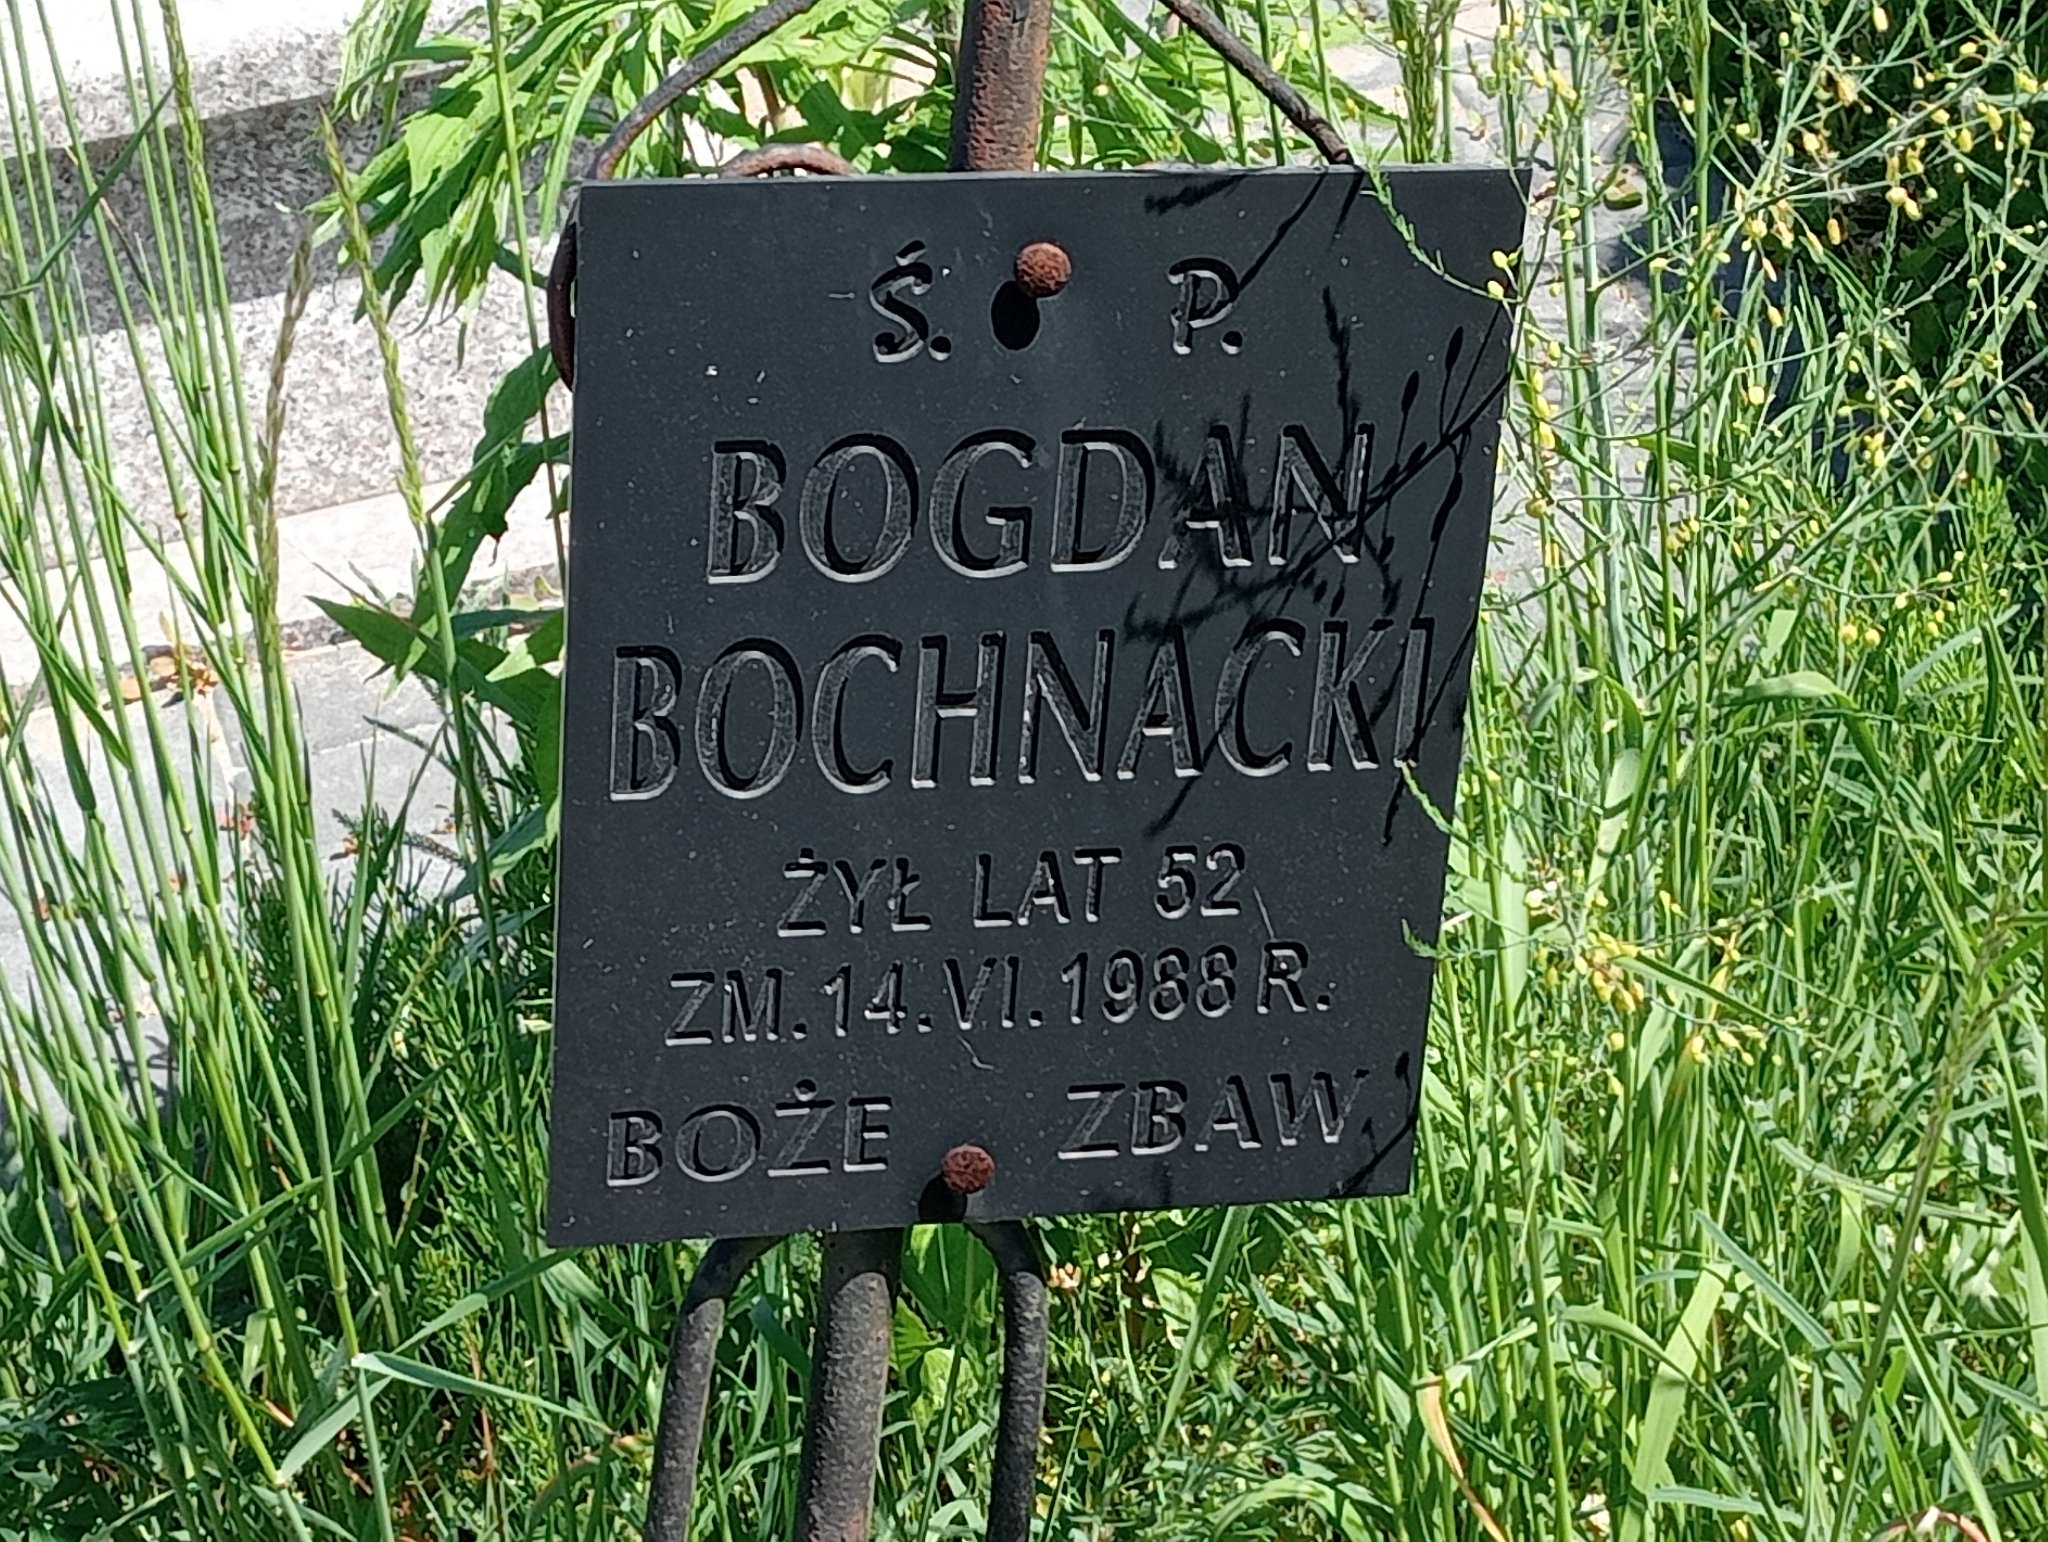 Ś. P.
BOGDAN
BOCHNACKI
ŻYŁ LAT 52
ZM.14.VI.1988 R.
BOŻE ZBAW